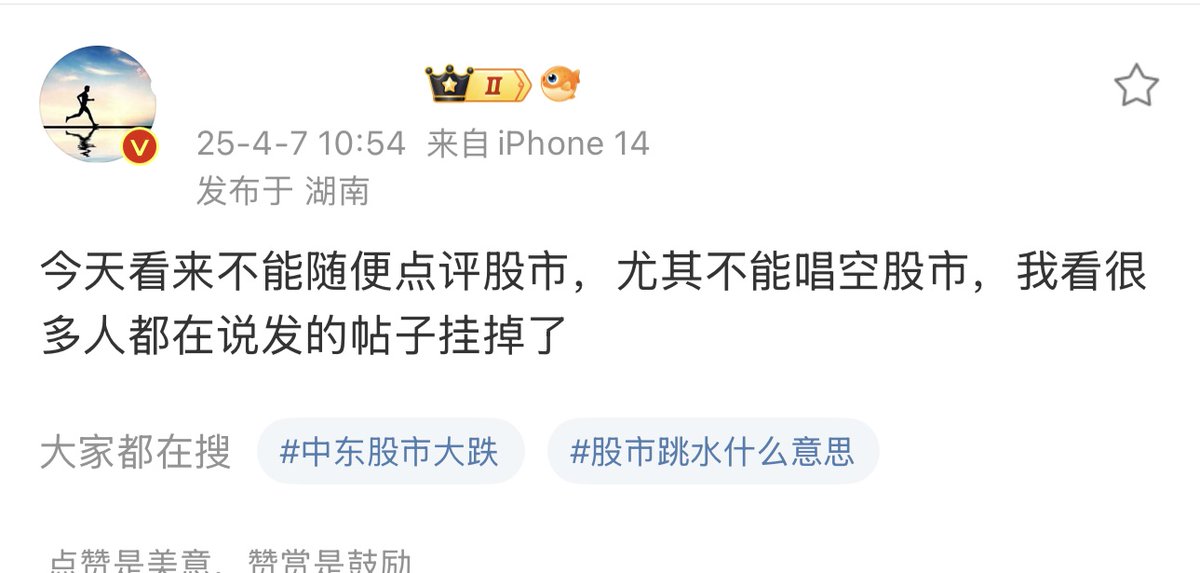 II
25-4-7 10:54 来自 iPhone 14
发布于 湖南
今天看来不能随便点评股市，尤其不能唱空股市，我看很
多人都在说发的帖子挂掉了
大家都在搜 #中东股市大跌 #股市跳水什么意思
点赞是美意，赞赏是鼓励